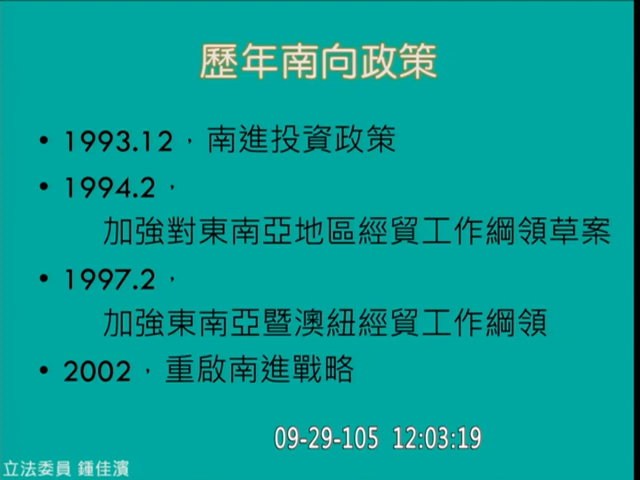 歷年南向政策
• 1993.12，南進投資政策
• 1994.2，
加強對東南亞地區經貿工作綱領草案
• 1997.2，
加強東南亞暨澳紐經貿工作綱領
• 2002，重啟南進戰略
09-29-105 12:03:19
立法委員 鍾佳濱